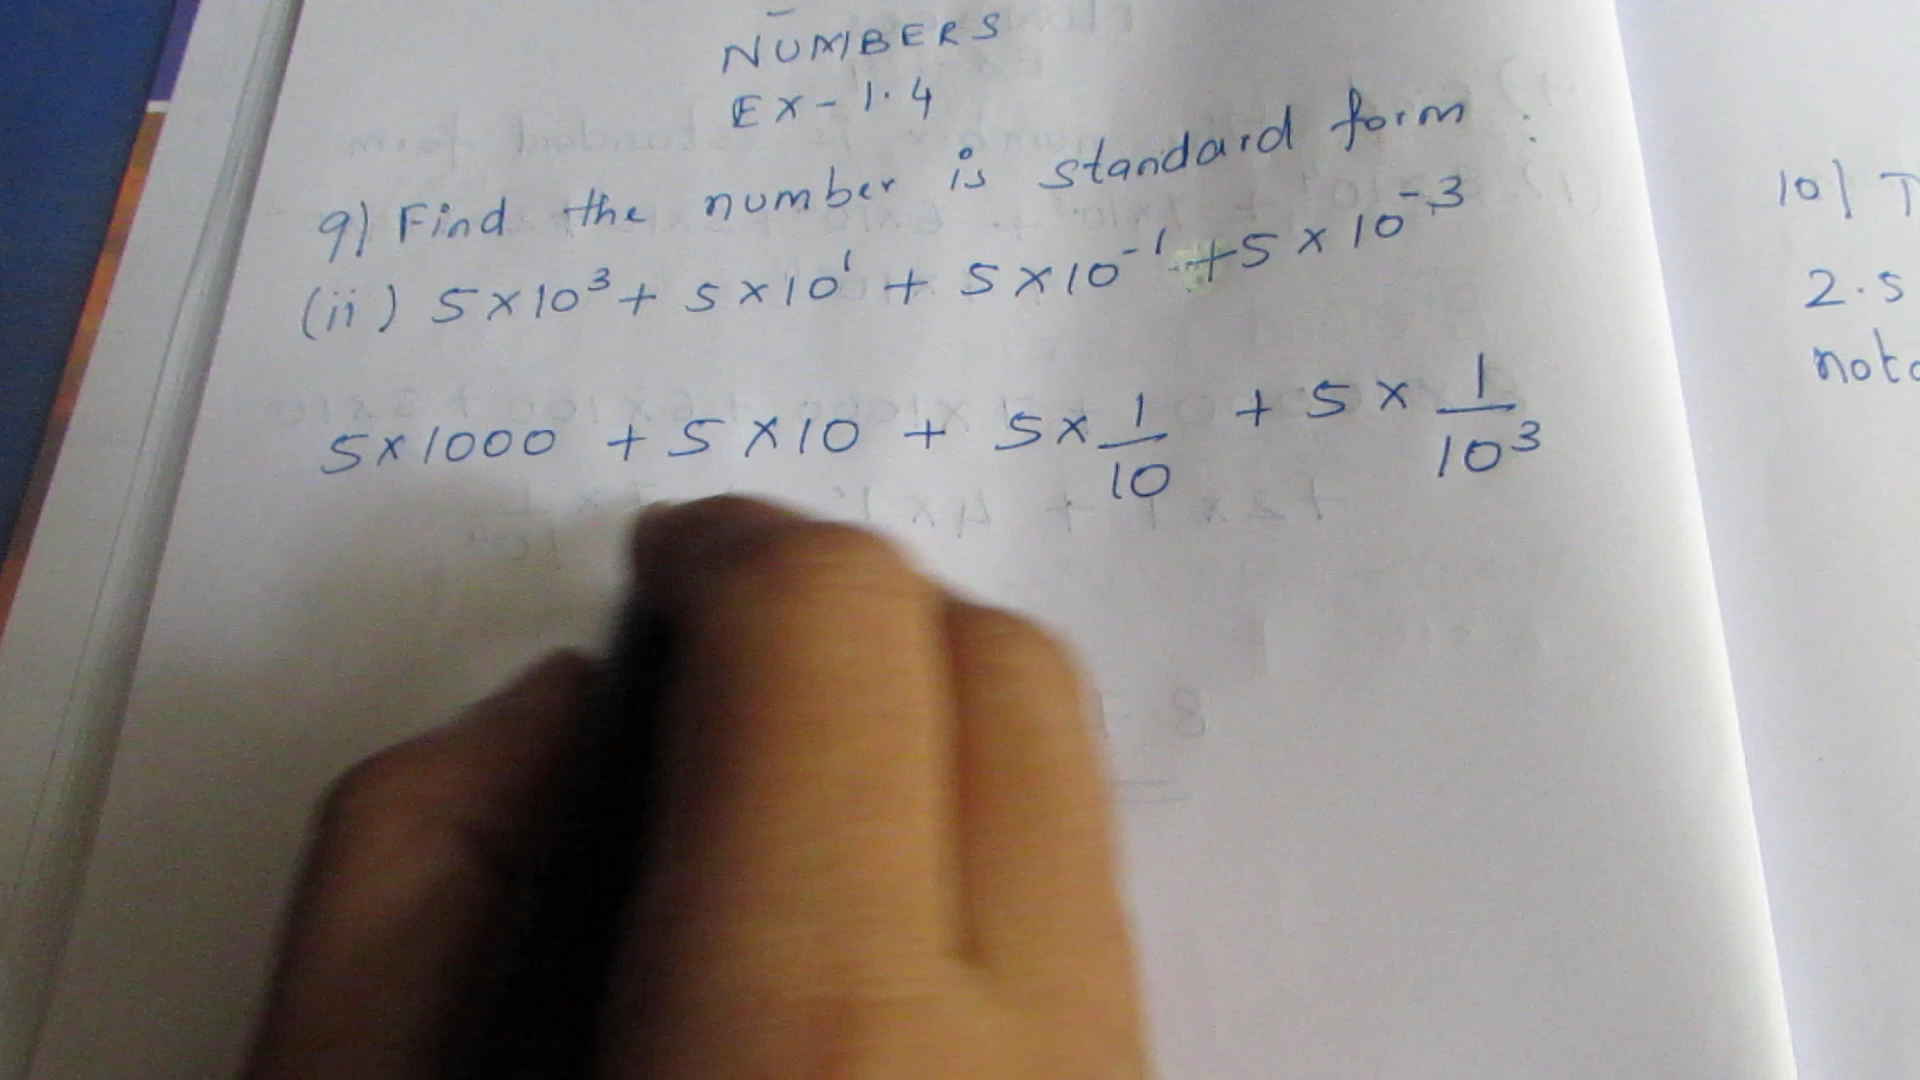 NUMBERS
EX-1.4
9) Find the number is standard form :
(ii) 5×10³ + 5×10¹ + 5×10⁻¹ + 5×10⁻³
5×1000 + 5×10 + 5×1/10 + 5×1/10³
10) T
2.5